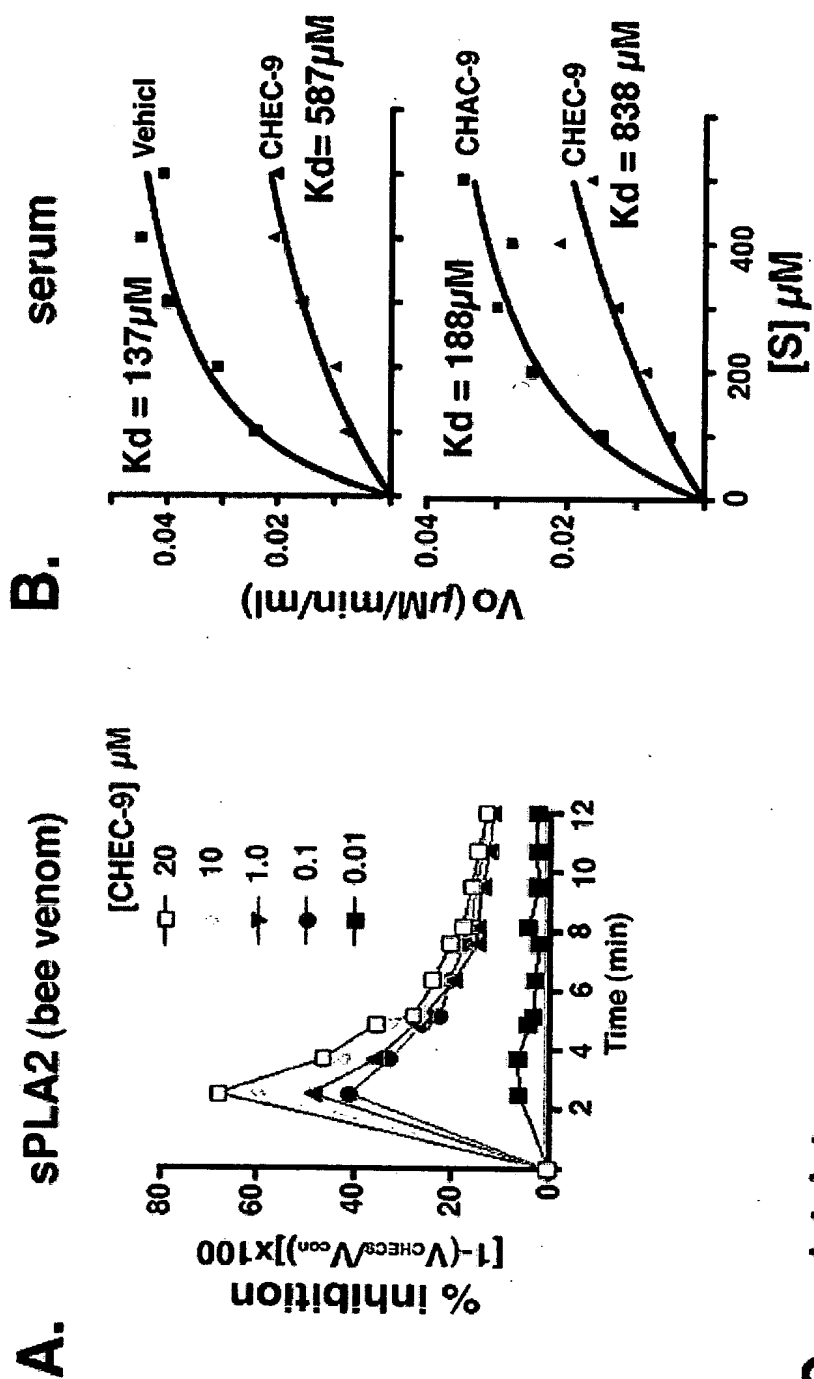 A.
sPLA2 (bee venom)
% inhibition
[1-(VCHEC9/Vcon)]x100
80
60
40
20
0
2
4
6
8
10
12
Time (min)
[CHEC-9] µM
20
10
1.0
0.1
0.01
B.
serum
Vo (µM/min/ml)
0.04
0.02
Kd = 137µM
Vehicl
CHEC-9
Kd= 587µM
0.04
0.02
Kd = 188µM
CHAC-9
CHEC-9
Kd = 838 µM
0
200
400
[S] µM